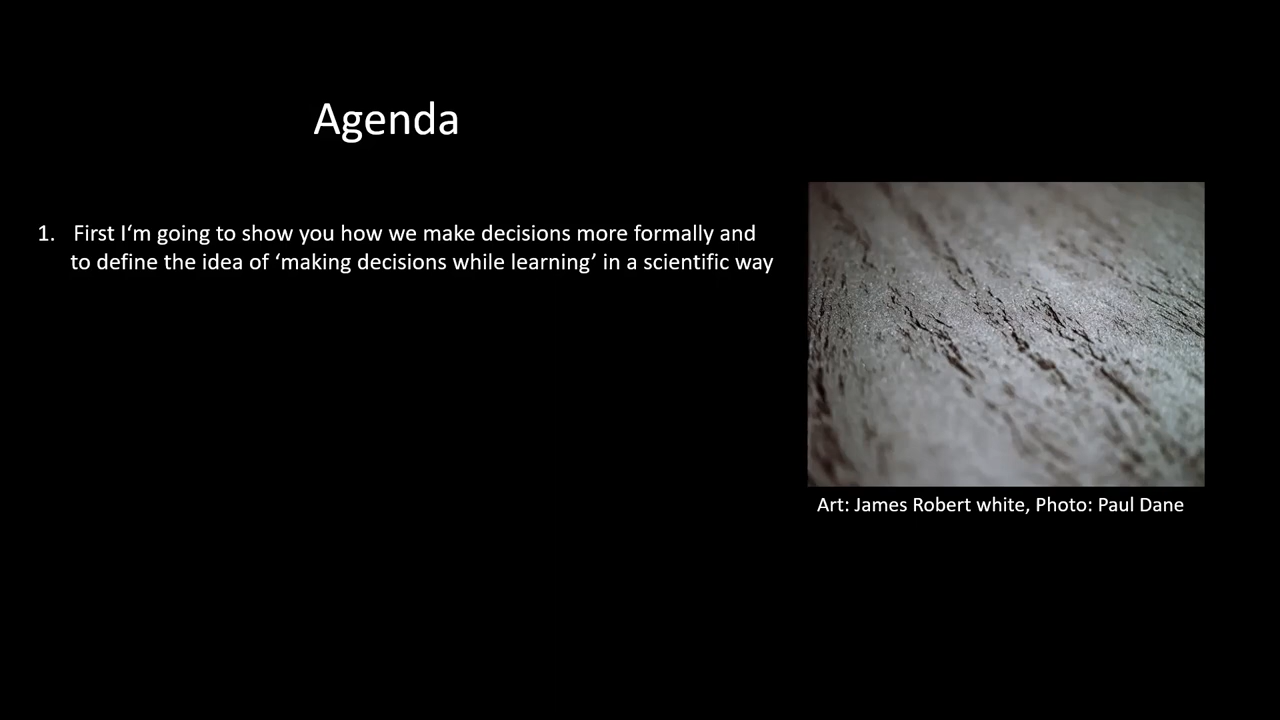 Agenda
1. First I‘m going to show you how we make decisions more formally and
to define the idea of ‘making decisions while learning’ in a scientific way
Art: James Robert white, Photo: Paul Dane